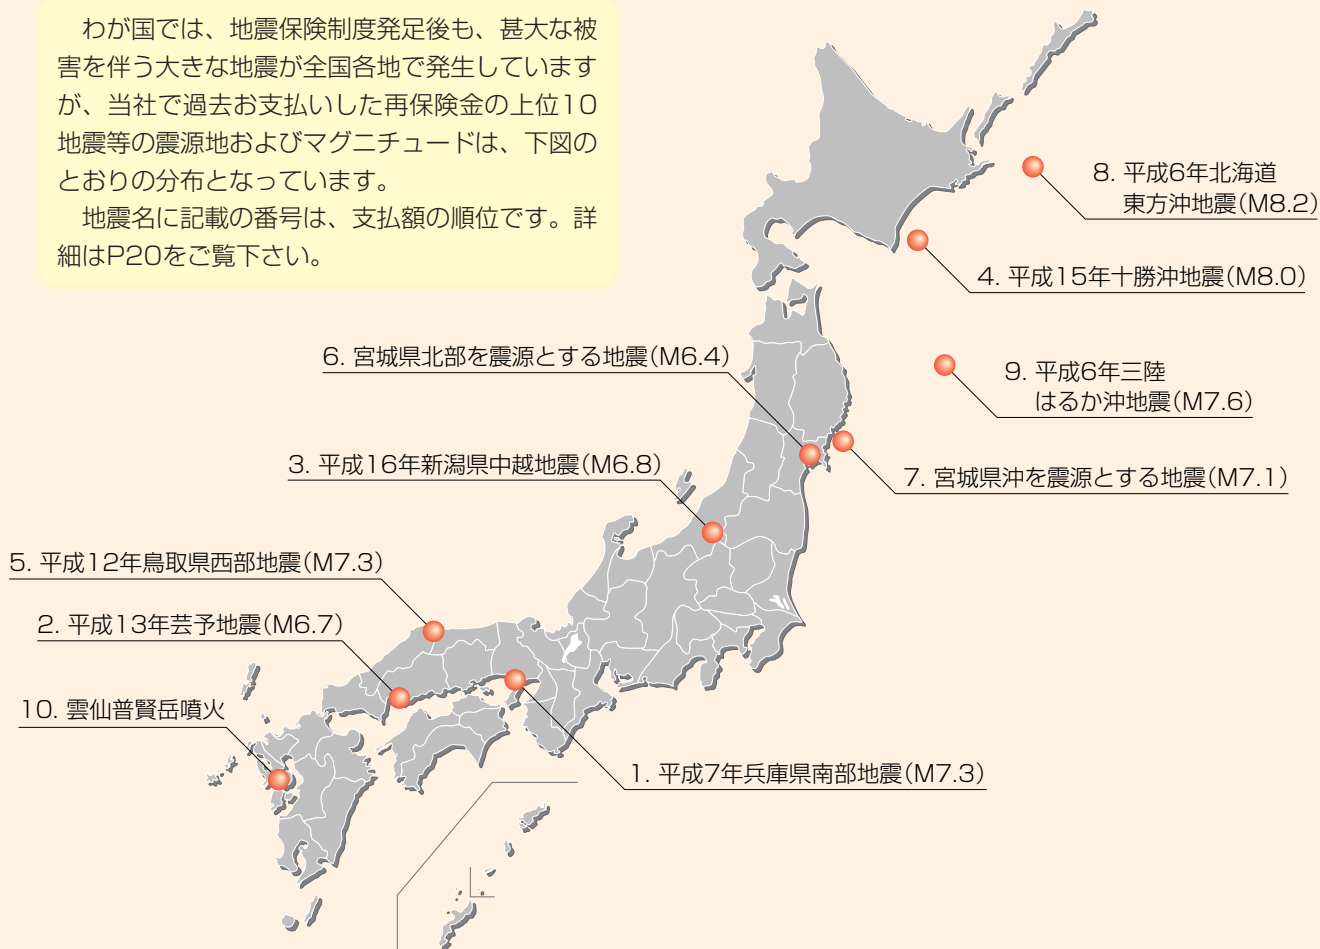 わが国では、地震保険制度発足後も、甚大な被
害を伴う大きな地震が全国各地で発生しています
が、当社で過去お支払いした再保険金の上位10
地震等の震源地およびマグニチュードは、下図の
とおりの分布となっています。
地震名に記載の番号は、支払額の順位です。詳
細はP20をご覧下さい。
8. 平成6年北海道
東方沖地震(M8.2)
4. 平成15年十勝沖地震(M8.0)
6. 宮城県北部を震源とする地震(M6.4)
9. 平成6年三陸
はるか沖地震(M7.6)
3. 平成16年新潟県中越地震(M6.8)
7. 宮城県沖を震源とする地震(M7.1)
5. 平成12年鳥取県西部地震(M7.3)
2. 平成13年芸予地震(M6.7)
10. 雲仙普賢岳噴火
1. 平成7年兵庫県南部地震(M7.3)